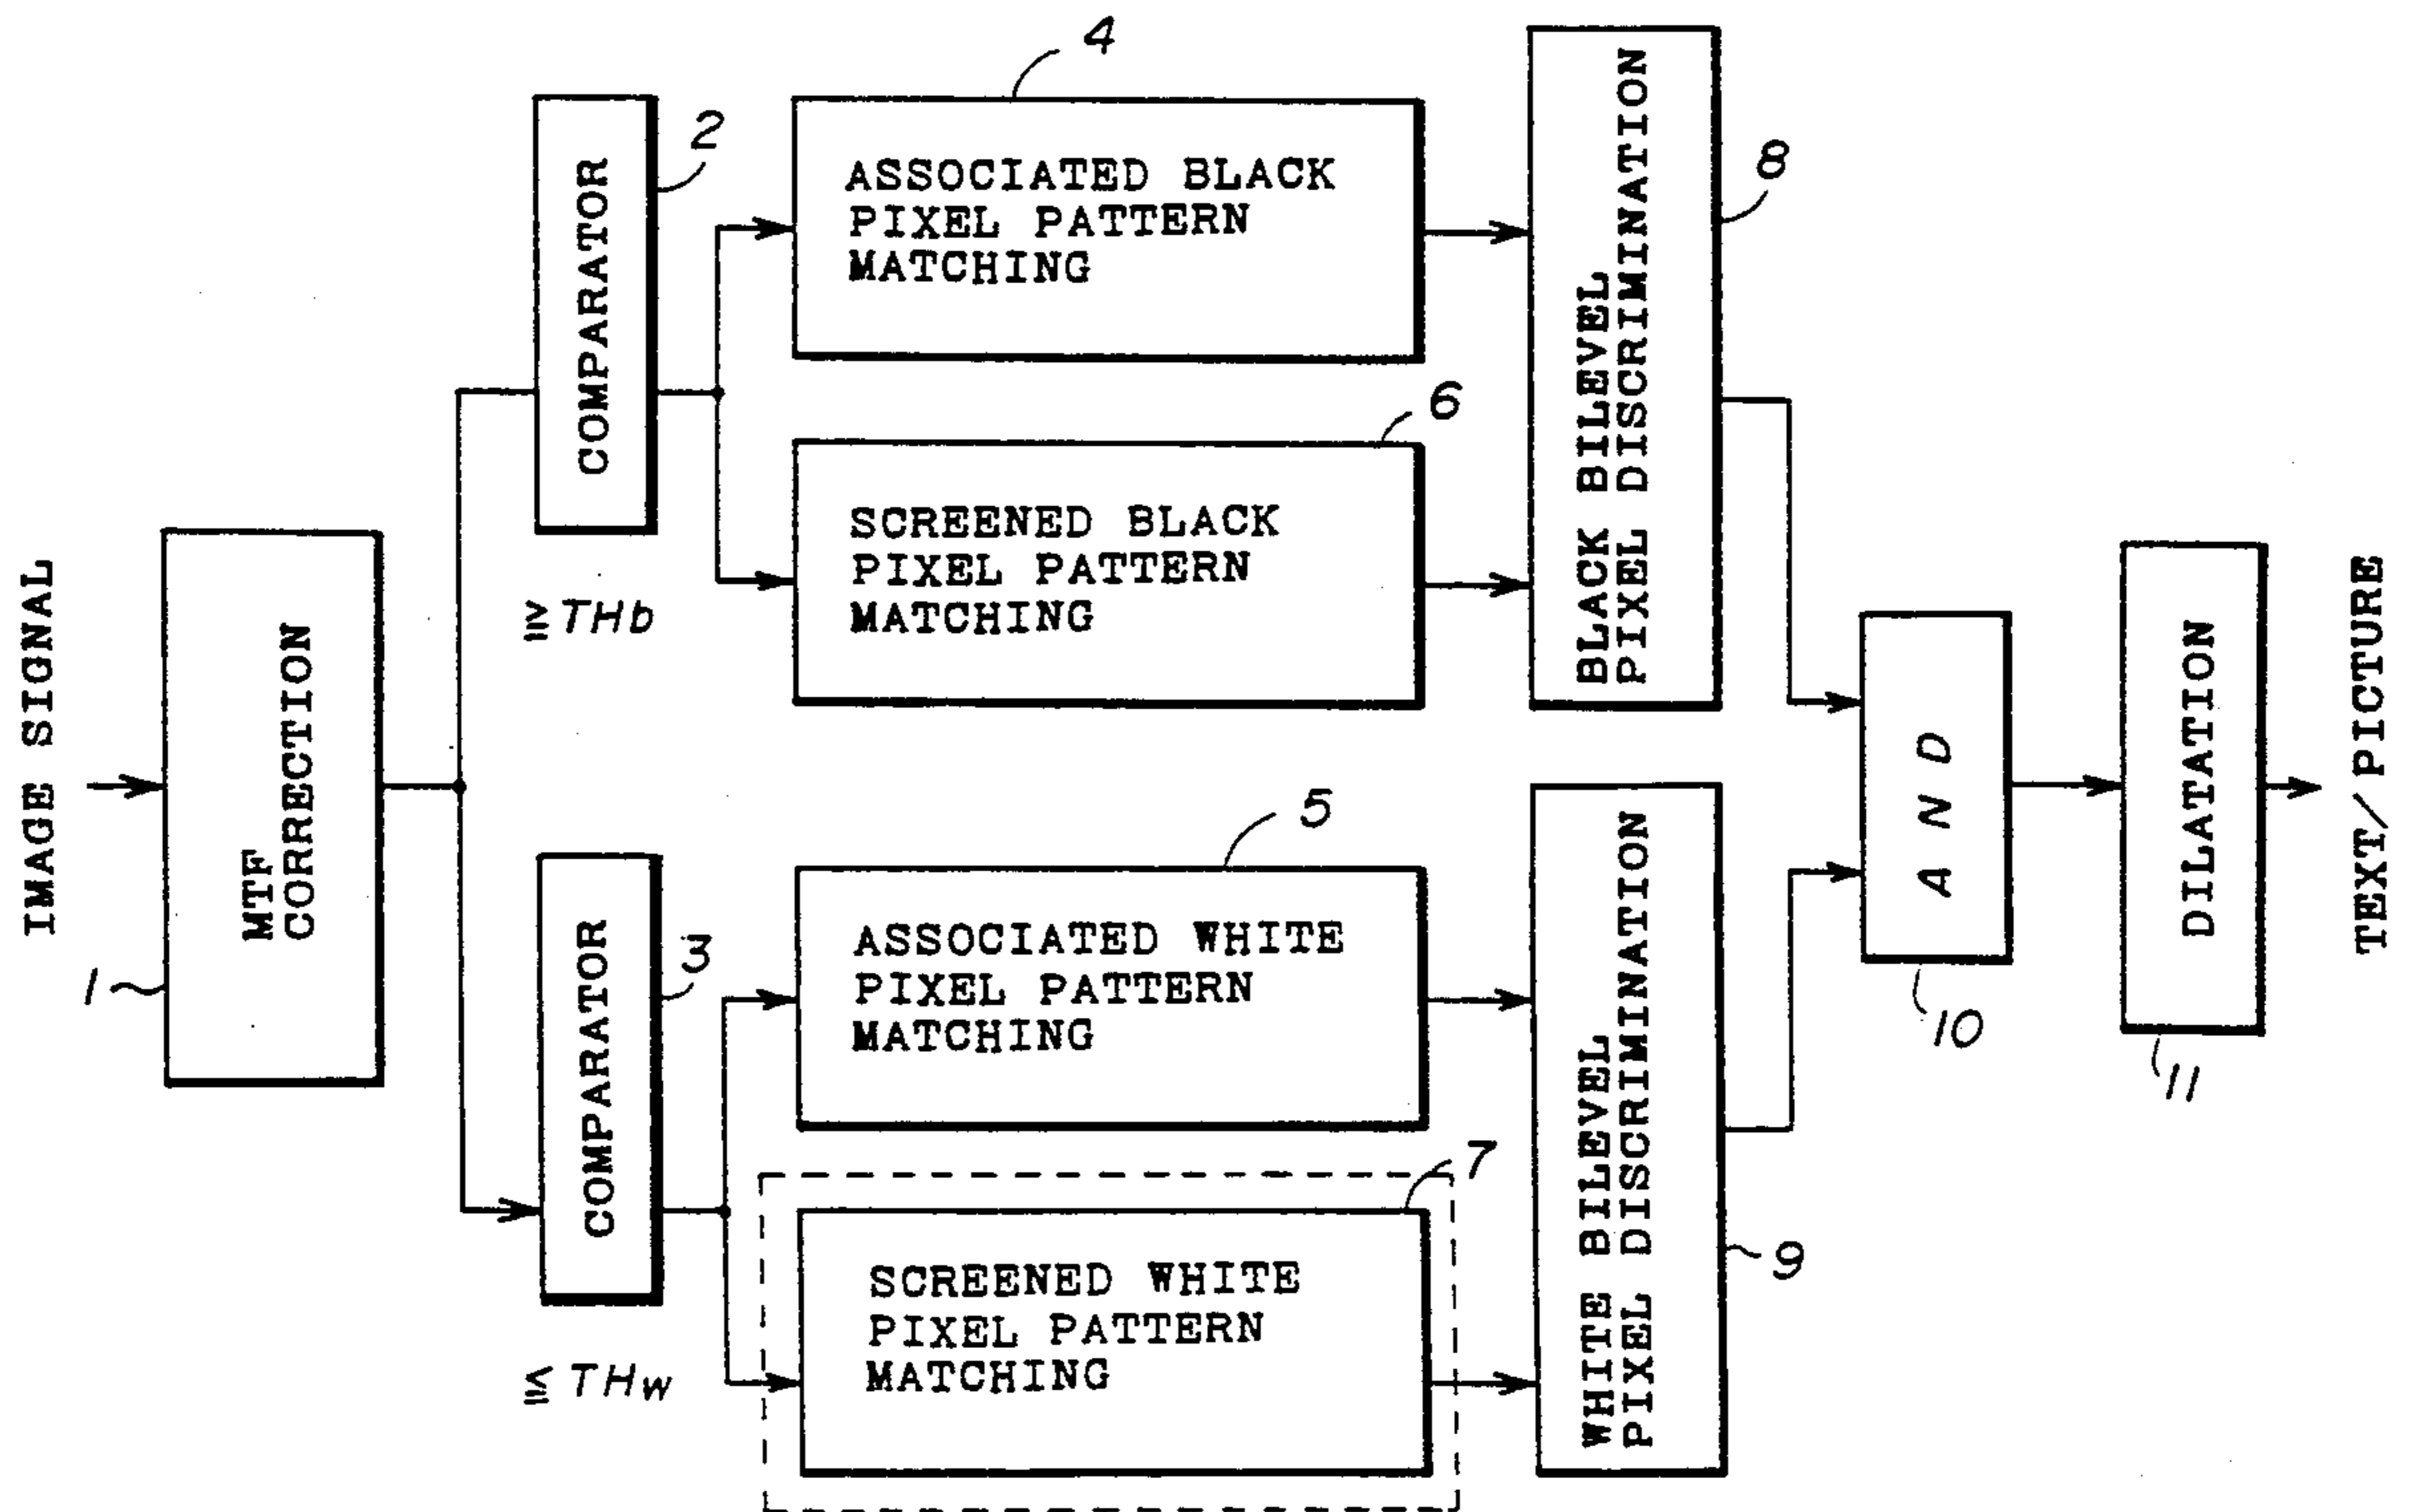 IMAGE SIGNAL
1
MTF
CORRECTION
2
COMPARATOR
≧ THb
3
COMPARATOR
≦ THw
4
ASSOCIATED BLACK
PIXEL PATTERN
MATCHING
6
SCREENED BLACK
PIXEL PATTERN
MATCHING
5
ASSOCIATED WHITE
PIXEL PATTERN
MATCHING
7
SCREENED WHITE
PIXEL PATTERN
MATCHING
8
BLACK BILEVEL
PIXEL DISCRIMINATION
9
WHITE BILEVEL
PIXEL DISCRIMINATION
AND
10
DILATATION
11
TEXT/PICTURE